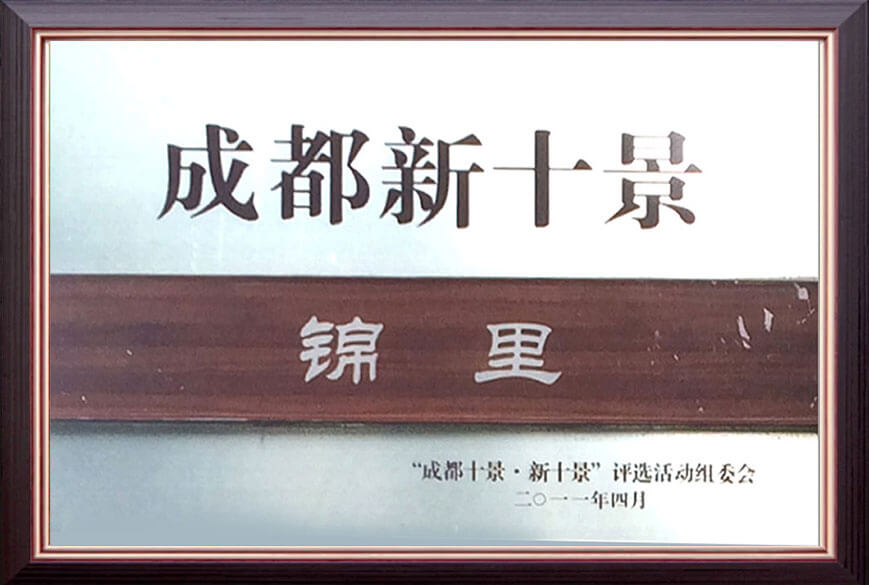 成都新十景
锦里
“成都十景·新十景”评选活动组委会
二〇一一年四月